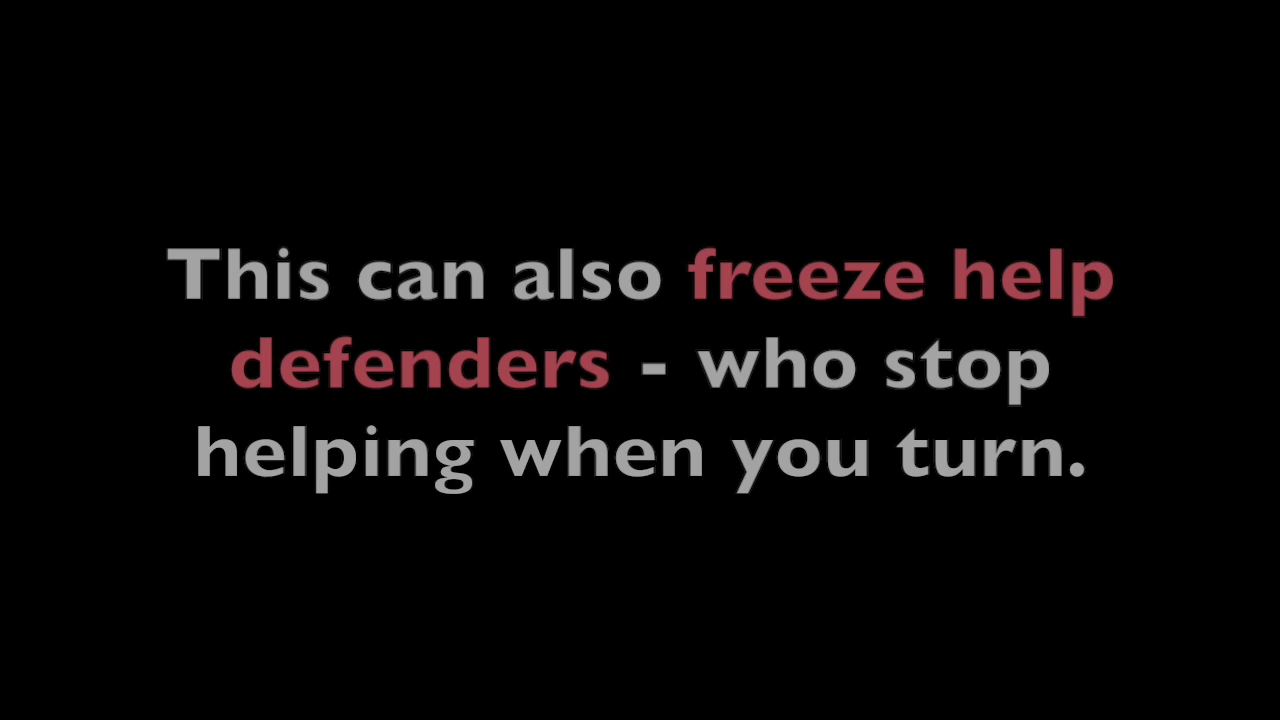 This can also freeze help
defenders - who stop
helping when you turn.